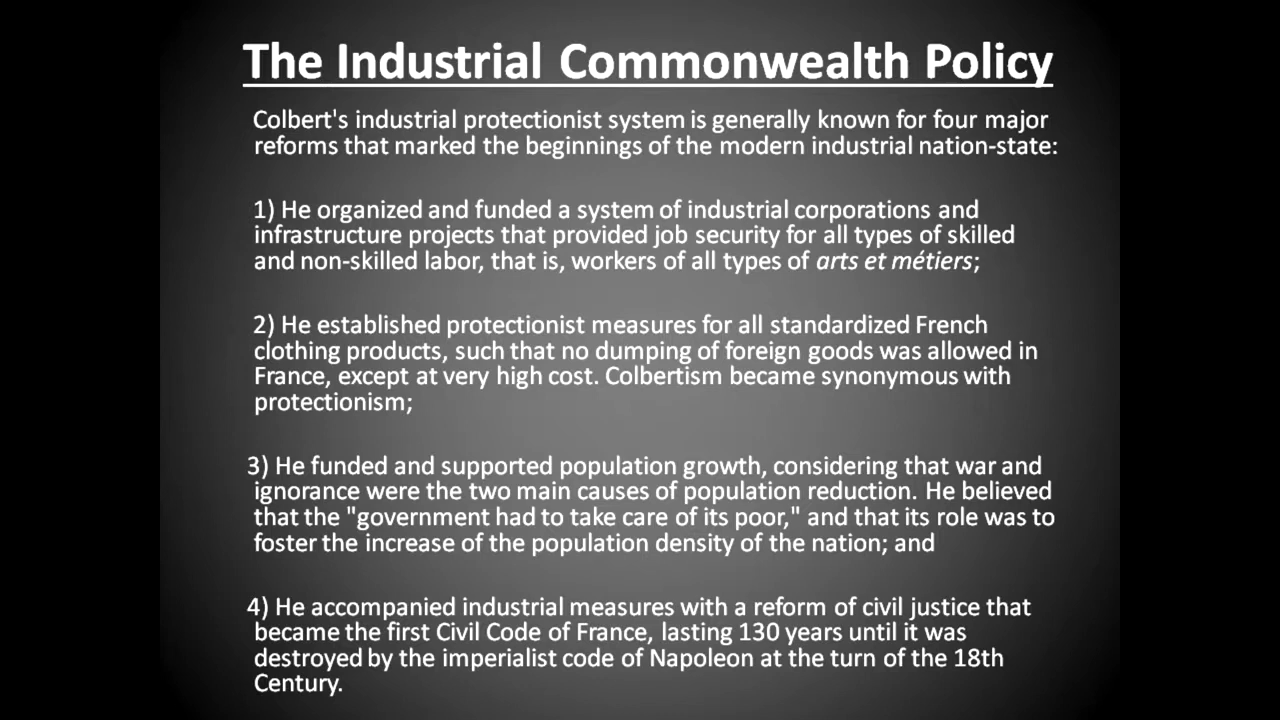 The Industrial Commonwealth Policy
Colbert's industrial protectionist system is generally known for four major
reforms that marked the beginnings of the modern industrial nation-state:
1) He organized and funded a system of industrial corporations and
infrastructure projects that provided job security for all types of skilled
and non-skilled labor, that is, workers of all types of arts et métiers;
2) He established protectionist measures for all standardized French
clothing products, such that no dumping of foreign goods was allowed in
France, except at very high cost. Colbertism became synonymous with
protectionism;
3) He funded and supported population growth, considering that war and
ignorance were the two main causes of population reduction. He believed
that the "government had to take care of its poor," and that its role was to
foster the increase of the population density of the nation; and
4) He accompanied industrial measures with a reform of civil justice that
became the first Civil Code of France, lasting 130 years until it was
destroyed by the imperialist code of Napoleon at the turn of the 18th
Century.